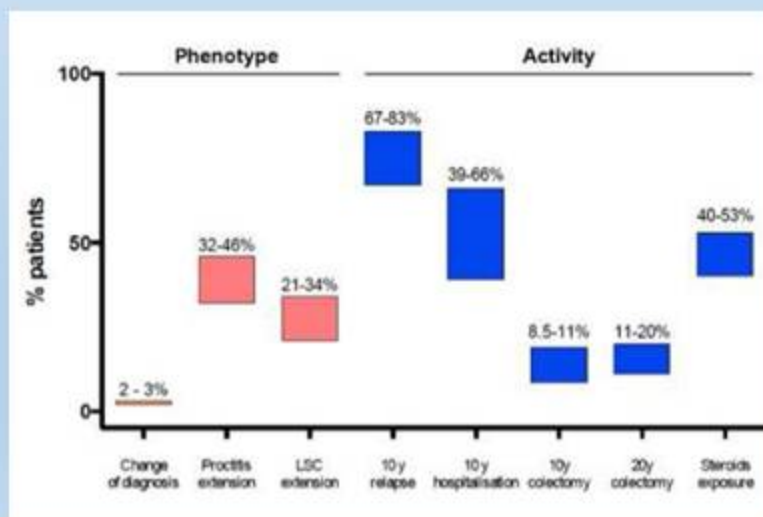 Phenotype
Activity
100
50
0
% patients
2 - 3%
32-46%
21-34%
67-83%
39-66%
8.5-11%
11-20%
40-53%
Change
of diagnosis
Proctitis
extension
LSC
extension
10 y
relapse
10 y
hospitalisation
10y
colectomy
20y
colectomy
Steroids
exposure